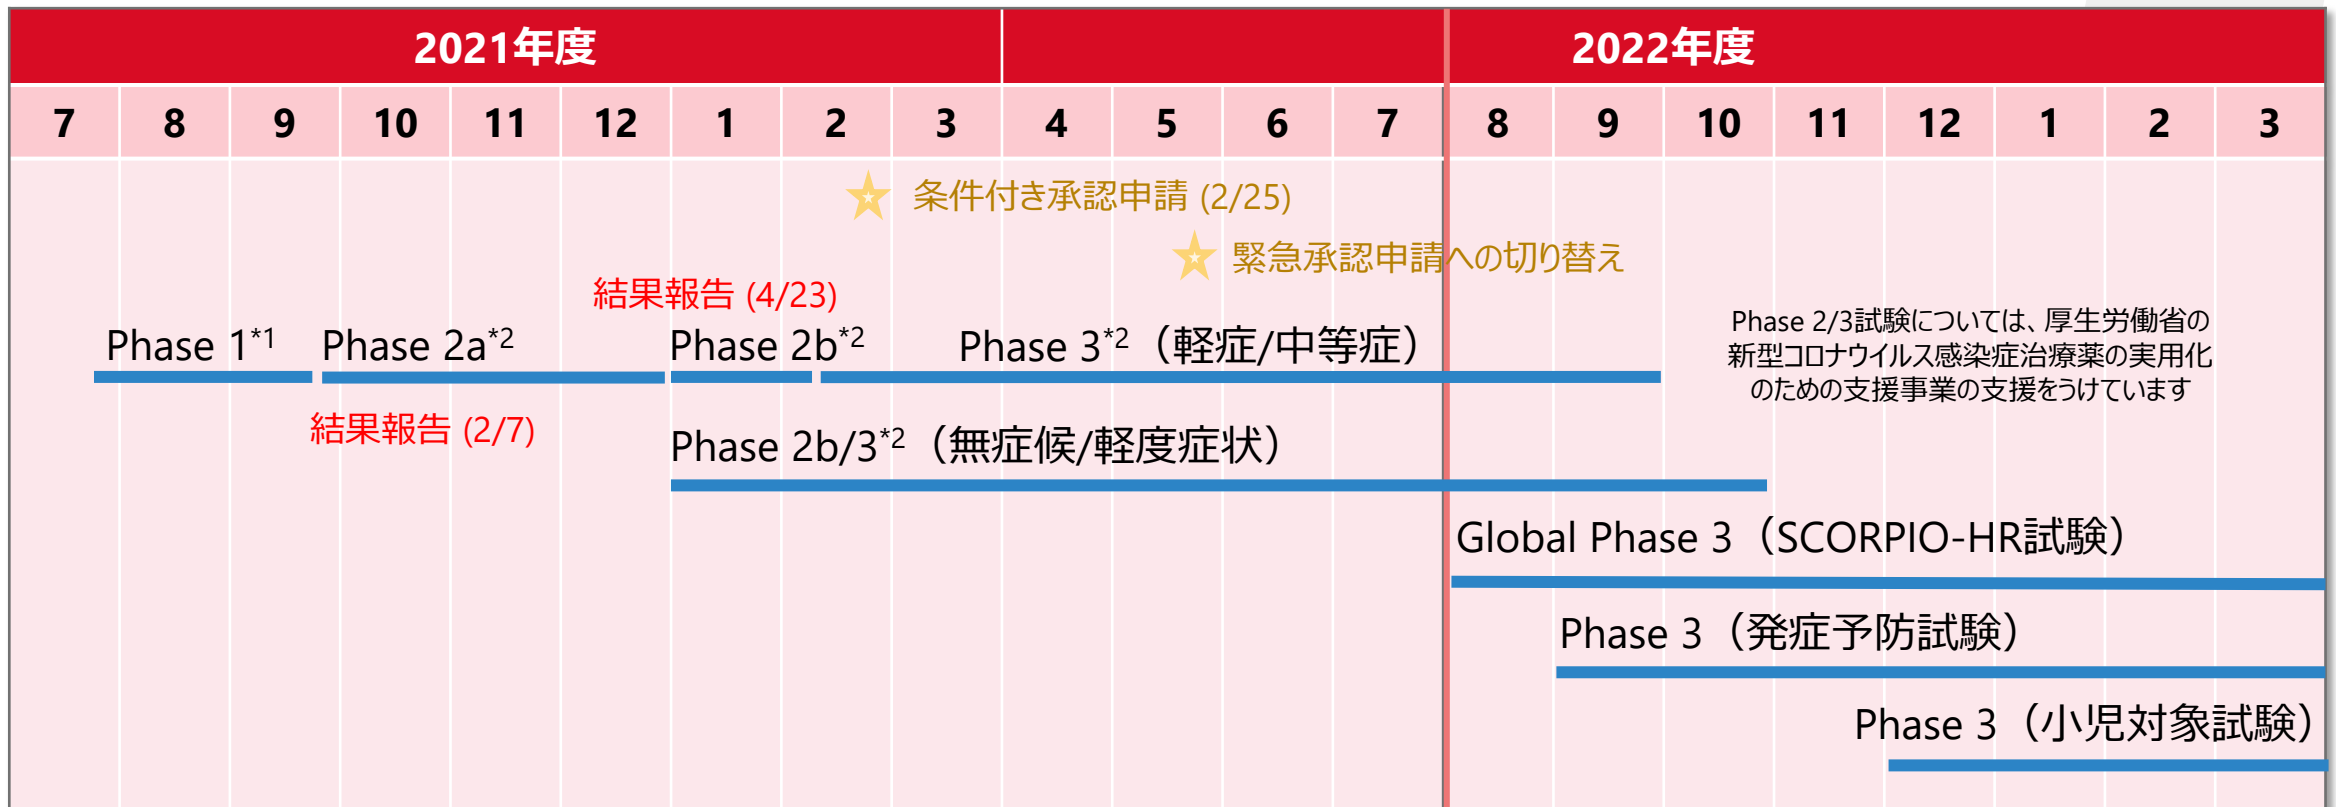 2021年度 2022年度
7 8 9 10 11 12 1 2 3 4 5 6 7 8 9 10 11 12 1 2 3
条件付き承認申請 (2/25)
緊急承認申請への切り替え
結果報告 (4/23)
Phase 1*1 Phase 2a*2 Phase 2b*2 Phase 3*2（軽症/中等症）
Phase 2/3試験については、厚生労働省の
新型コロナウイルス感染症治療薬の実用化
のための支援事業の支援をうけています
結果報告 (2/7)
Phase 2b/3*2（無症候/軽度症状）
Global Phase 3（SCORPIO-HR試験）
Phase 3（発症予防試験）
Phase 3（小児対象試験）